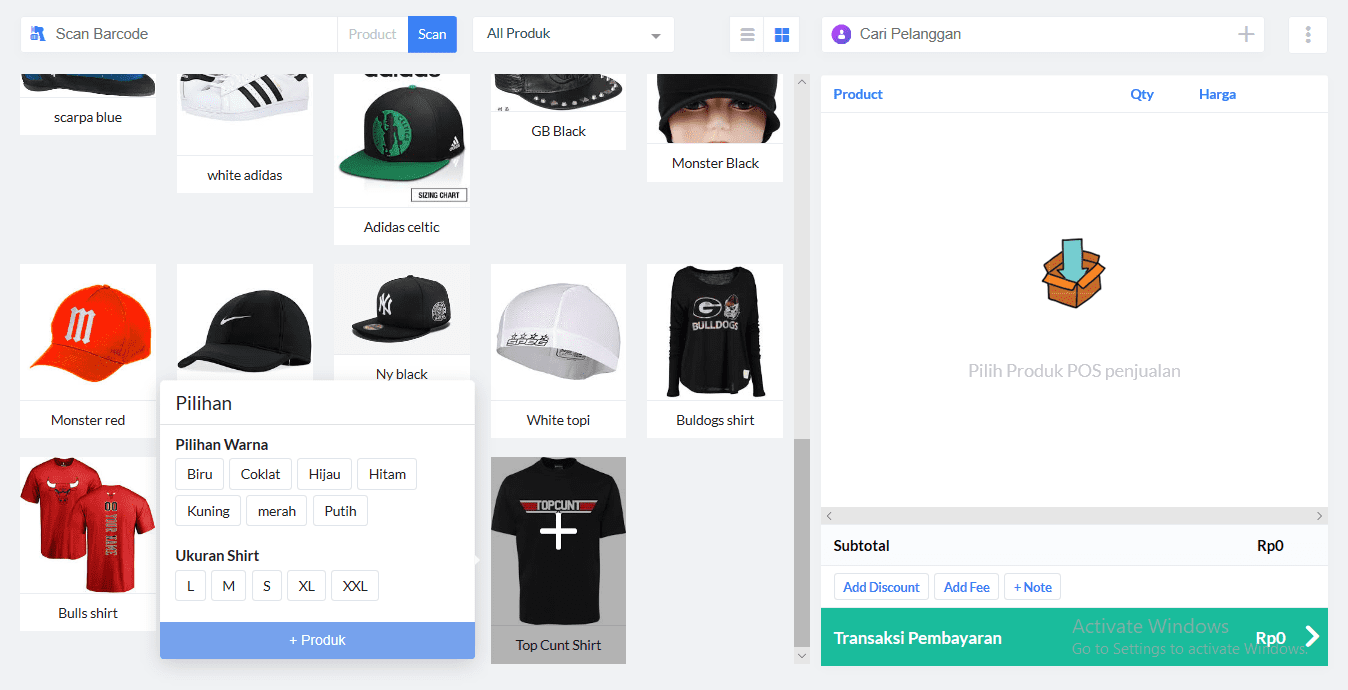 Scan Barcode
Product
Scan
All Produk
Cari Pelanggan
scarpa blue
white adidas
adidas
SIZING CHART
Adidas celtic
GB Black
Monster Black
Product Qty Harga
M
Monster red
NY
Ny black
SPEG
White topi
G
BULLDOGS
Buldogs shirt
Pilih Produk POS penjualan
Pilihan
Pilihan Warna
Biru Coklat Hijau Hitam
Kuning merah Putih
Ukuran Shirt
L M S XL XXL
+ Produk
00
YOUR NAME
Bulls shirt
TOPCUNT
Top Cunt Shirt
Subtotal Rp0
Add Discount Add Fee + Note
Transaksi Pembayaran Rp0
Activate Windows
Go to Settings to activate Windows.